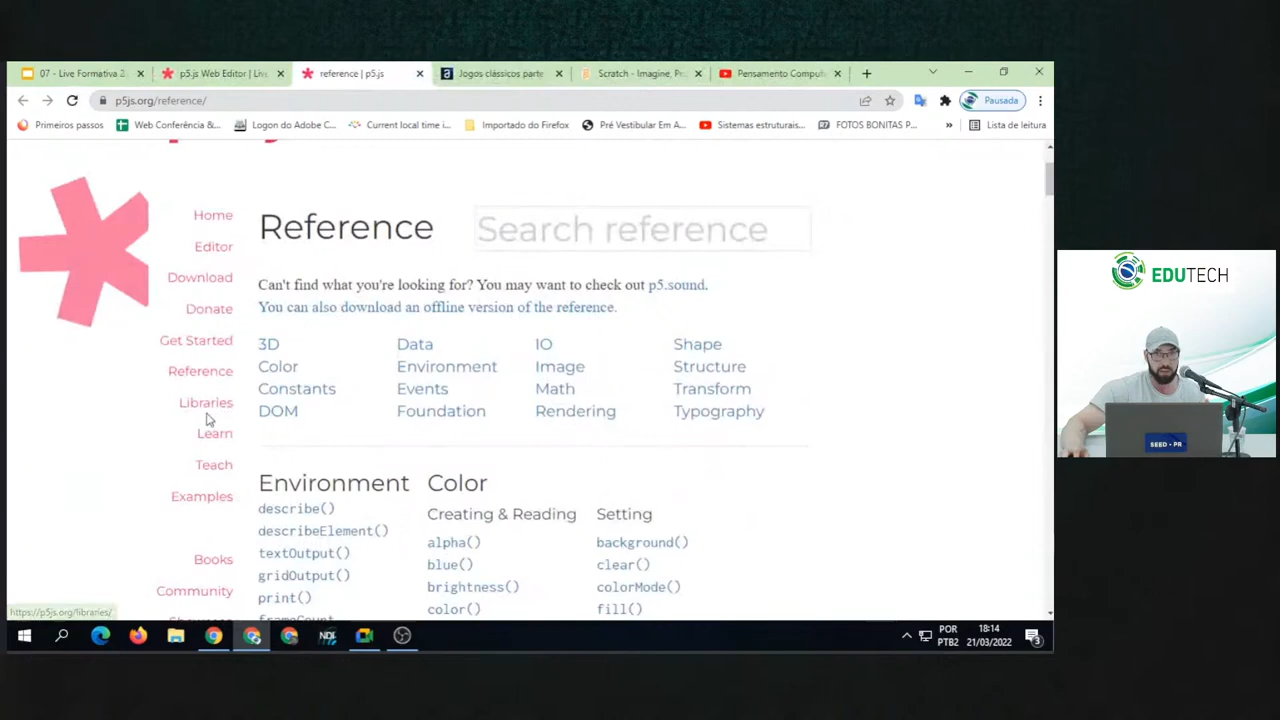 07 - Live Formativa 2
p5.js Web Editor | Liv
reference | p5.js
Jogos clássicos parte
Scratch - Imagine, Pr
Pensamento Comput
p5js.org/reference/
Pausada
Primeiros passos
Web Conferência &...
Logon do Adobe C...
Current local time i...
Importado do Firefox
Pré Vestibular Em A...
Sistemas estruturais...
FOTOS BONITAS P...
»
Lista de leitura
Home
Editor
Download
Donate
Get Started
Reference
Libraries
Learn
Teach
Examples
Books
Community
Reference
Search reference
Can't find what you're looking for? You may want to check out p5.sound.
You can also download an offline version of the reference.
3D Data IO Shape
Color Environment Image Structure
Constants Events Math Transform
DOM Foundation Rendering Typography
Environment
describe()
describeElement()
textOutput()
gridOutput()
print()
frameCount
Color
Creating & Reading
alpha()
blue()
brightness()
color()
Setting
background()
clear()
colorMode()
fill()
https://p5js.org/libraries/
POR
PTB2
18:14
21/03/2022
3
EDUTECH
SEED - PR